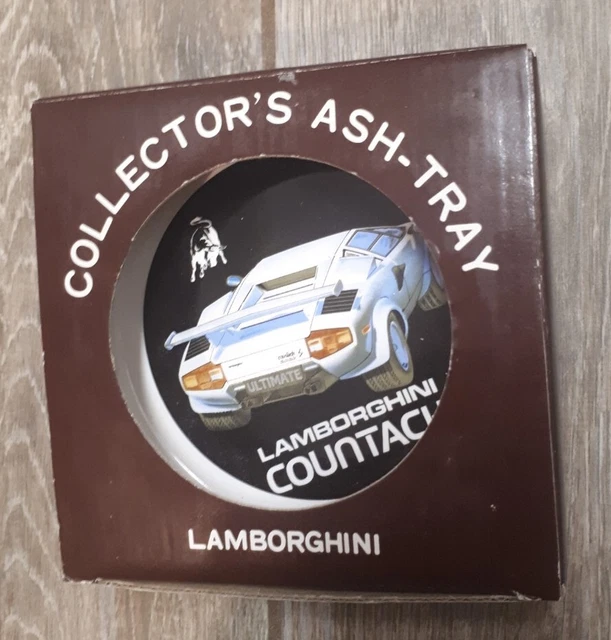 COLLECTOR'S ASH-TRAY
ULTIMATE
LAMBORGHINI
COUNTACH
LAMBORGHINI